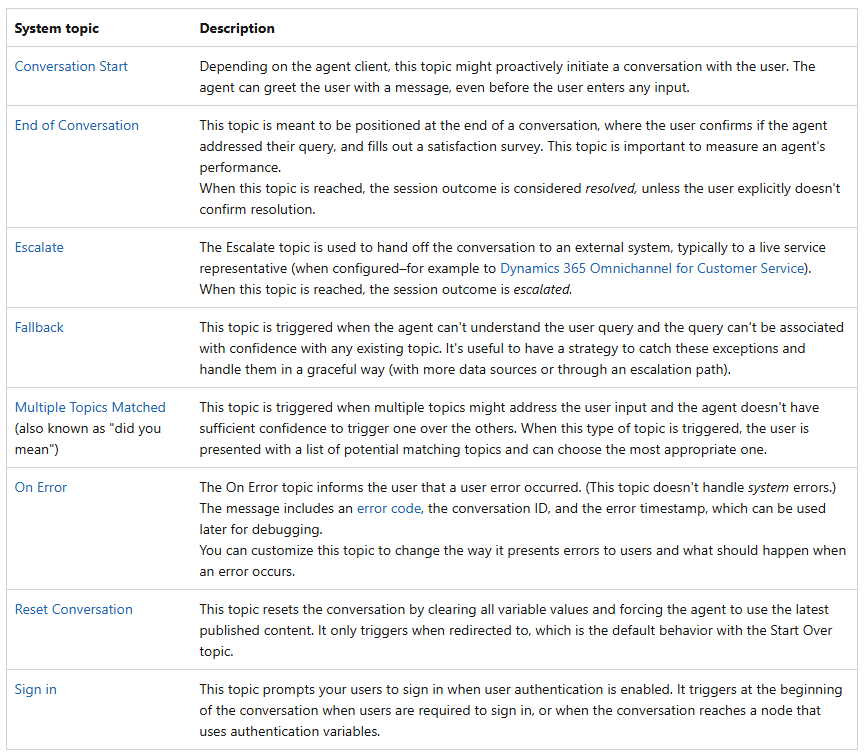 System topic Description
Conversation Start Depending on the agent client, this topic might proactively initiate a conversation with the user. The
agent can greet the user with a message, even before the user enters any input.
End of Conversation This topic is meant to be positioned at the end of a conversation, where the user confirms if the agent
addressed their query, and fills out a satisfaction survey. This topic is important to measure an agent's
performance.
When this topic is reached, the session outcome is considered resolved, unless the user explicitly doesn't
confirm resolution.
Escalate The Escalate topic is used to hand off the conversation to an external system, typically to a live service
representative (when configured–for example to Dynamics 365 Omnichannel for Customer Service).
When this topic is reached, the session outcome is escalated.
Fallback This topic is triggered when the agent can't understand the user query and the query can't be associated
with confidence with any existing topic. It's useful to have a strategy to catch these exceptions and
handle them in a graceful way (with more data sources or through an escalation path).
Multiple Topics Matched This topic is triggered when multiple topics might address the user input and the agent doesn't have
(also known as "did you sufficient confidence to trigger one over the others. When this type of topic is triggered, the user is
mean") presented with a list of potential matching topics and can choose the most appropriate one.
On Error The On Error topic informs the user that a user error occurred. (This topic doesn't handle system errors.)
The message includes an error code, the conversation ID, and the error timestamp, which can be used
later for debugging.
You can customize this topic to change the way it presents errors to users and what should happen when
an error occurs.
Reset Conversation This topic resets the conversation by clearing all variable values and forcing the agent to use the latest
published content. It only triggers when redirected to, which is the default behavior with the Start Over
topic.
Sign in This topic prompts your users to sign in when user authentication is enabled. It triggers at the beginning
of the conversation when users are required to sign in, or when the conversation reaches a node that
uses authentication variables.